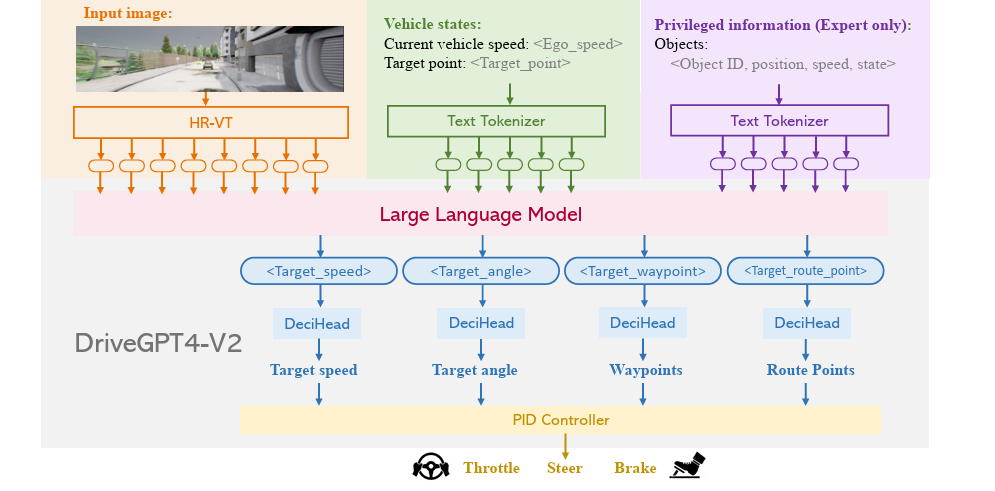 Input image:
Vehicle states:
Current vehicle speed: <Ego_speed>
Target point: <Target_point>
Privileged information (Expert only):
Objects:
<Object ID, position, speed, state>
HR-VT
Text Tokenizer
Text Tokenizer
Large Language Model
<Target_speed>
<Target_angle>
<Target_waypoint>
<Target_route_point>
DeciHead
DeciHead
DeciHead
DeciHead
DriveGPT4-V2
Target speed
Target angle
Waypoints
Route Points
PID Controller
Throttle
Steer
Brake